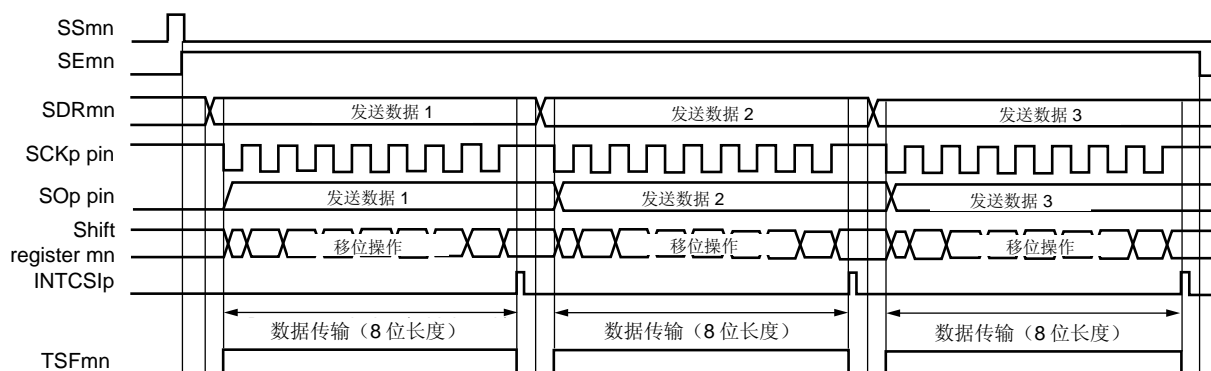 SSmn
SEmn
SDRmn 发送数据 1 发送数据 2 发送数据 3
SCKp pin
SOp pin 发送数据 1 发送数据 2 发送数据 3
Shift
register mn 移位操作 移位操作 移位操作
INTCSIp
数据传输（8 位长度） 数据传输（8 位长度） 数据传输（8 位长度）
TSFmn